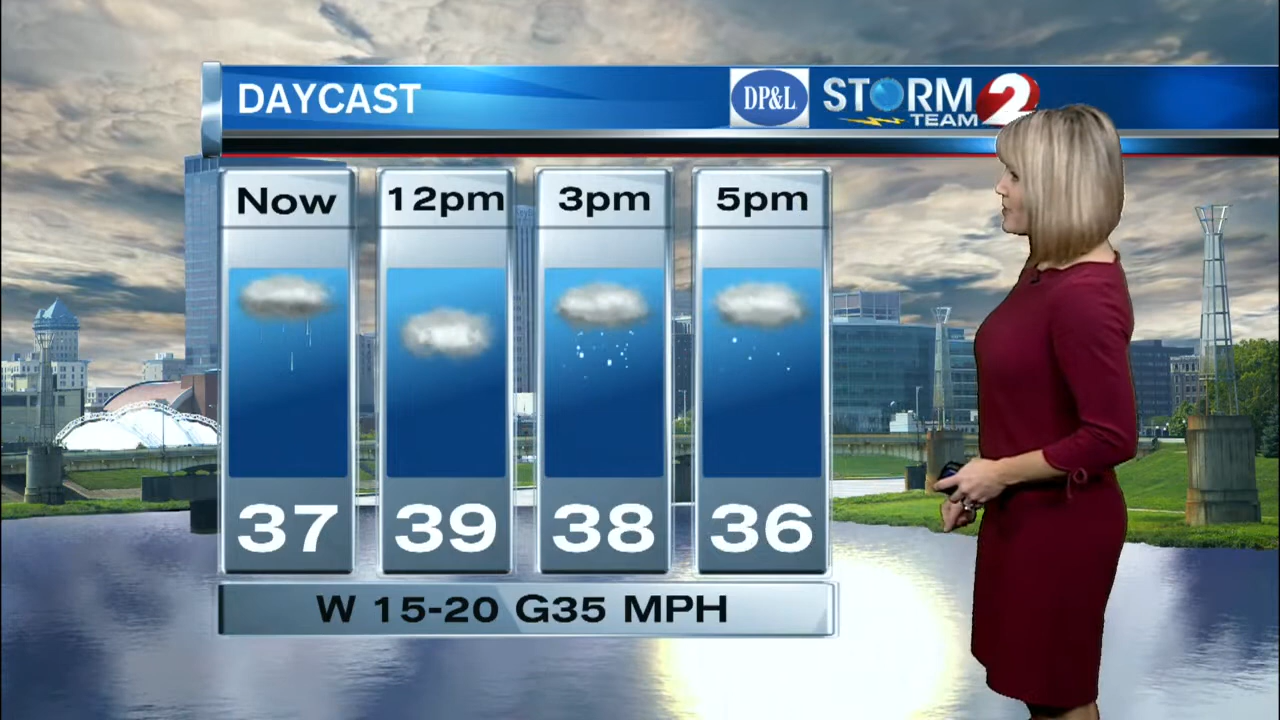 DAYCAST
DP&L
STORM
TEAM 2
Now
12pm
3pm
5pm
37
39
38
36
W 15-20 G35 MPH